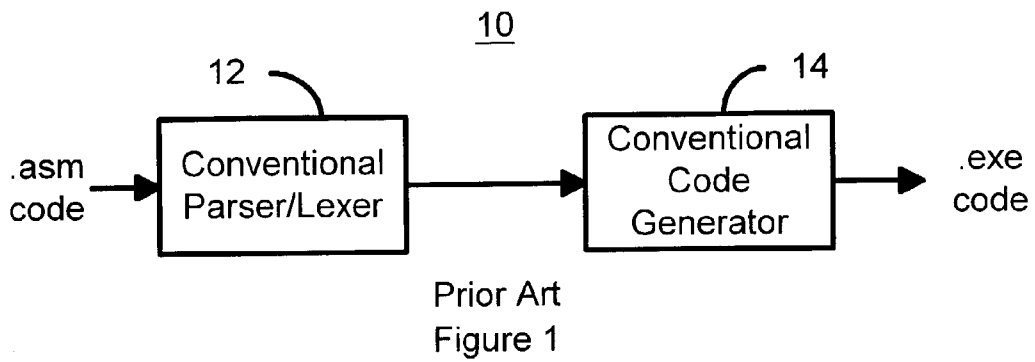 10
12
14
.asm
code
Conventional
Parser/Lexer
Conventional
Code
Generator
.exe
code
Prior Art
Figure 1